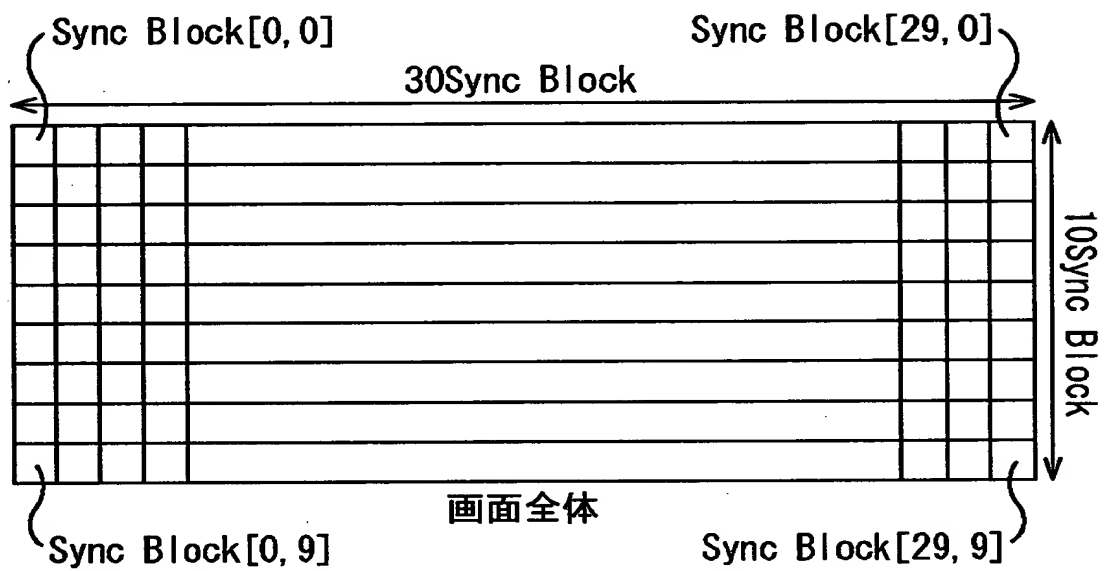 Sync Block[0,0]
Sync Block[29,0]
30Sync Block
10Sync Block
画面全体
Sync Block[0,9]
Sync Block[29,9]